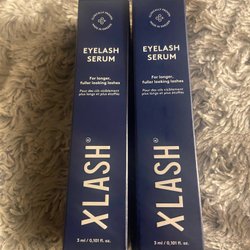 EYELASH
SERUM
For longer,
fuller looking lashes
Pour des cils visiblement
plus longs et plus étoffés
XLASH®
3 ml / 0,101 fl. oz.
EYELASH
SERUM
For longer,
fuller looking lashes
Pour des cils visiblement
plus longs et plus étoffés
XLASH®
3 ml / 0,101 fl. oz.